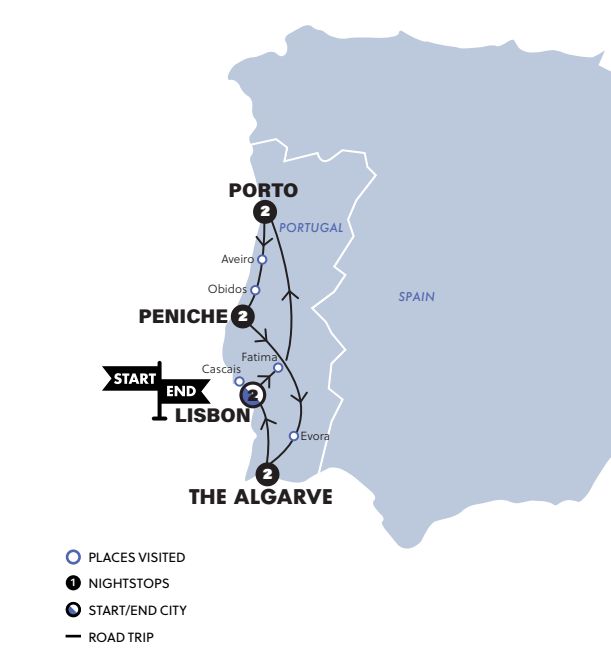 PORTO
2
PORTUGAL
Aveiro
Obidos
SPAIN
PENICHE 2
Fatima
Cascais
START
END
2
LISBON
Evora
2
THE ALGARVE
PLACES VISITED
1 NIGHTSTOPS
START/END CITY
ROAD TRIP